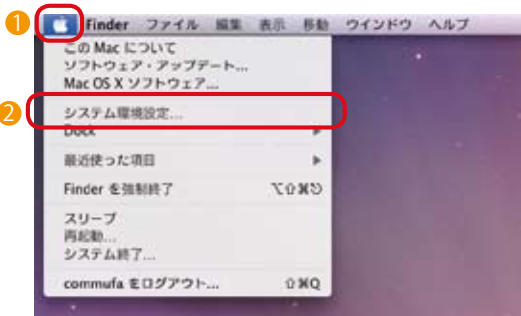 1
Finder ファイル 編集 表示 移動 ウインドウ ヘルプ
この Mac について
ソフトウェア・アップデート...
Mac OS X ソフトウェア...
2
システム環境設定...
Dock ▶
最近使った項目 ▶
Finder を強制終了 ⌥⇧⌘⎋
スリープ
再起動...
システム終了...
commufa をログアウト... ⇧⌘Q